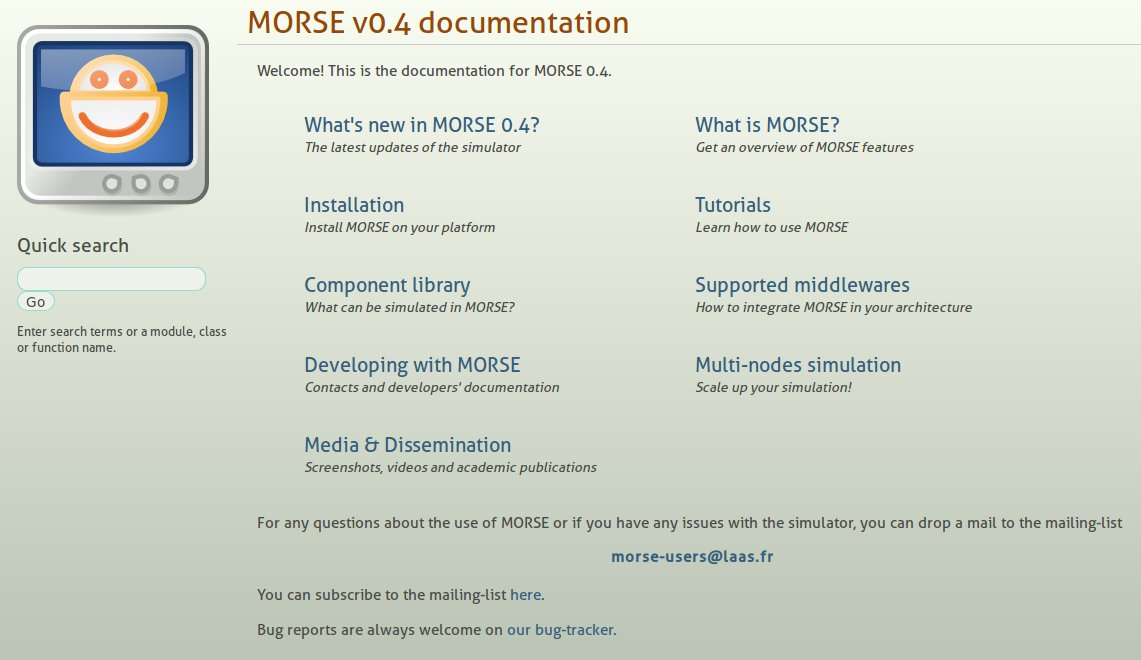 MORSE v0.4 documentation
Welcome! This is the documentation for MORSE 0.4.
What's new in MORSE 0.4?
The latest updates of the simulator
What is MORSE?
Get an overview of MORSE features
Installation
Install MORSE on your platform
Tutorials
Learn how to use MORSE
Component library
What can be simulated in MORSE?
Supported middlewares
How to integrate MORSE in your architecture
Developing with MORSE
Contacts and developers' documentation
Multi-nodes simulation
Scale up your simulation!
Media & Dissemination
Screenshots, videos and academic publications
For any questions about the use of MORSE or if you have any issues with the simulator, you can drop a mail to the mailing-list
morse-users@laas.fr
You can subscribe to the mailing-list here.
Bug reports are always welcome on our bug-tracker.
Quick search
Go
Enter search terms or a module, class
or function name.